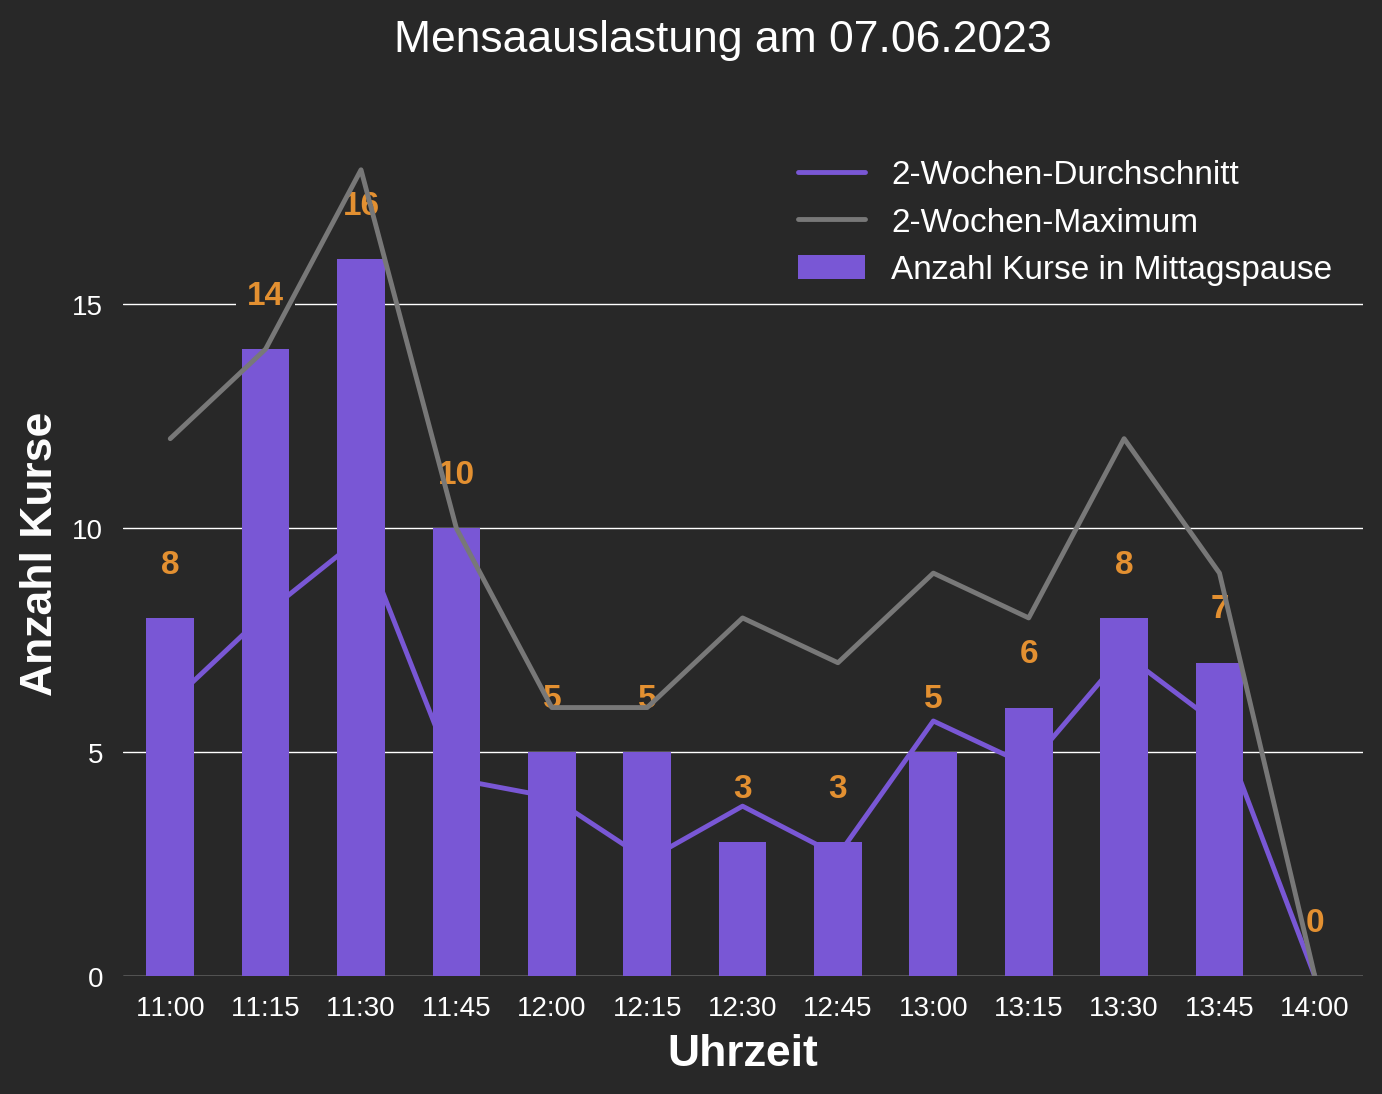 Mensaauslastung am 07.06.2023
2-Wochen-Durchschnitt
2-Wochen-Maximum
Anzahl Kurse in Mittagspause
Anzahl Kurse
15
10
5
0
8
14
16
10
5
5
3
3
5
6
8
7
0
11:00 11:15 11:30 11:45 12:00 12:15 12:30 12:45 13:00 13:15 13:30 13:45 14:00
Uhrzeit